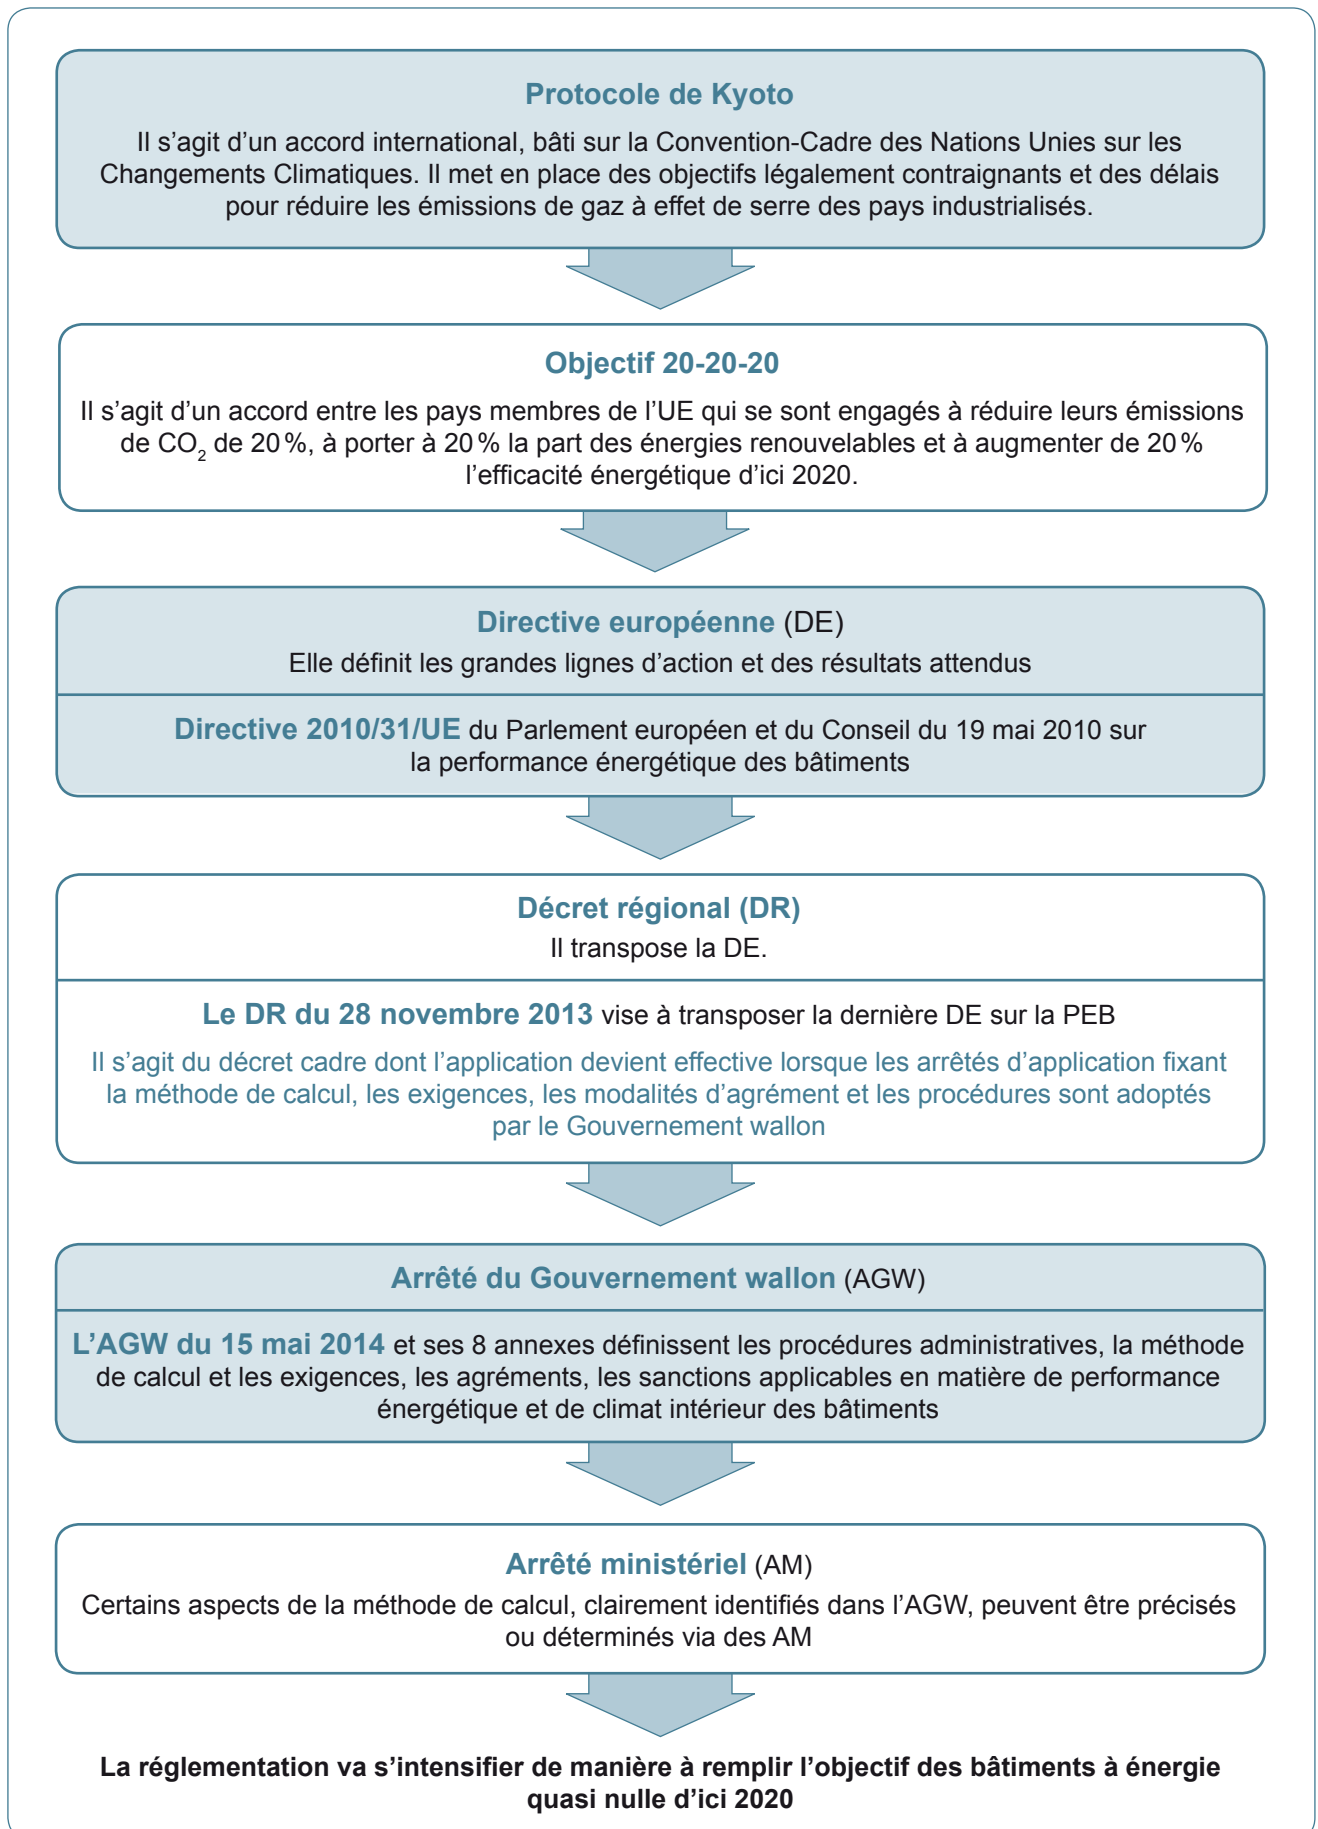 Protocole de Kyoto
Il s’agit d’un accord international, bâti sur la Convention-Cadre des Nations Unies sur les
Changements Climatiques. Il met en place des objectifs légalement contraignants et des délais
pour réduire les émissions de gaz à effet de serre des pays industrialisés.
Objectif 20-20-20
Il s’agit d’un accord entre les pays membres de l’UE qui se sont engagés à réduire leurs émissions
de CO₂ de 20 %, à porter à 20 % la part des énergies renouvelables et à augmenter de 20 %
l’efficacité énergétique d’ici 2020.
Directive européenne (DE)
Elle définit les grandes lignes d’action et des résultats attendus
Directive 2010/31/UE du Parlement européen et du Conseil du 19 mai 2010 sur
la performance énergétique des bâtiments
Décret régional (DR)
Il transpose la DE.
Le DR du 28 novembre 2013 vise à transposer la dernière DE sur la PEB
Il s’agit du décret cadre dont l’application devient effective lorsque les arrêtés d’application fixant
la méthode de calcul, les exigences, les modalités d’agrément et les procédures sont adoptés
par le Gouvernement wallon
Arrêté du Gouvernement wallon (AGW)
L’AGW du 15 mai 2014 et ses 8 annexes définissent les procédures administratives, la méthode
de calcul et les exigences, les agréments, les sanctions applicables en matière de performance
énergétique et de climat intérieur des bâtiments
Arrêté ministériel (AM)
Certains aspects de la méthode de calcul, clairement identifiés dans l’AGW, peuvent être précisés
ou déterminés via des AM
La réglementation va s’intensifier de manière à remplir l’objectif des bâtiments à énergie
quasi nulle d’ici 2020